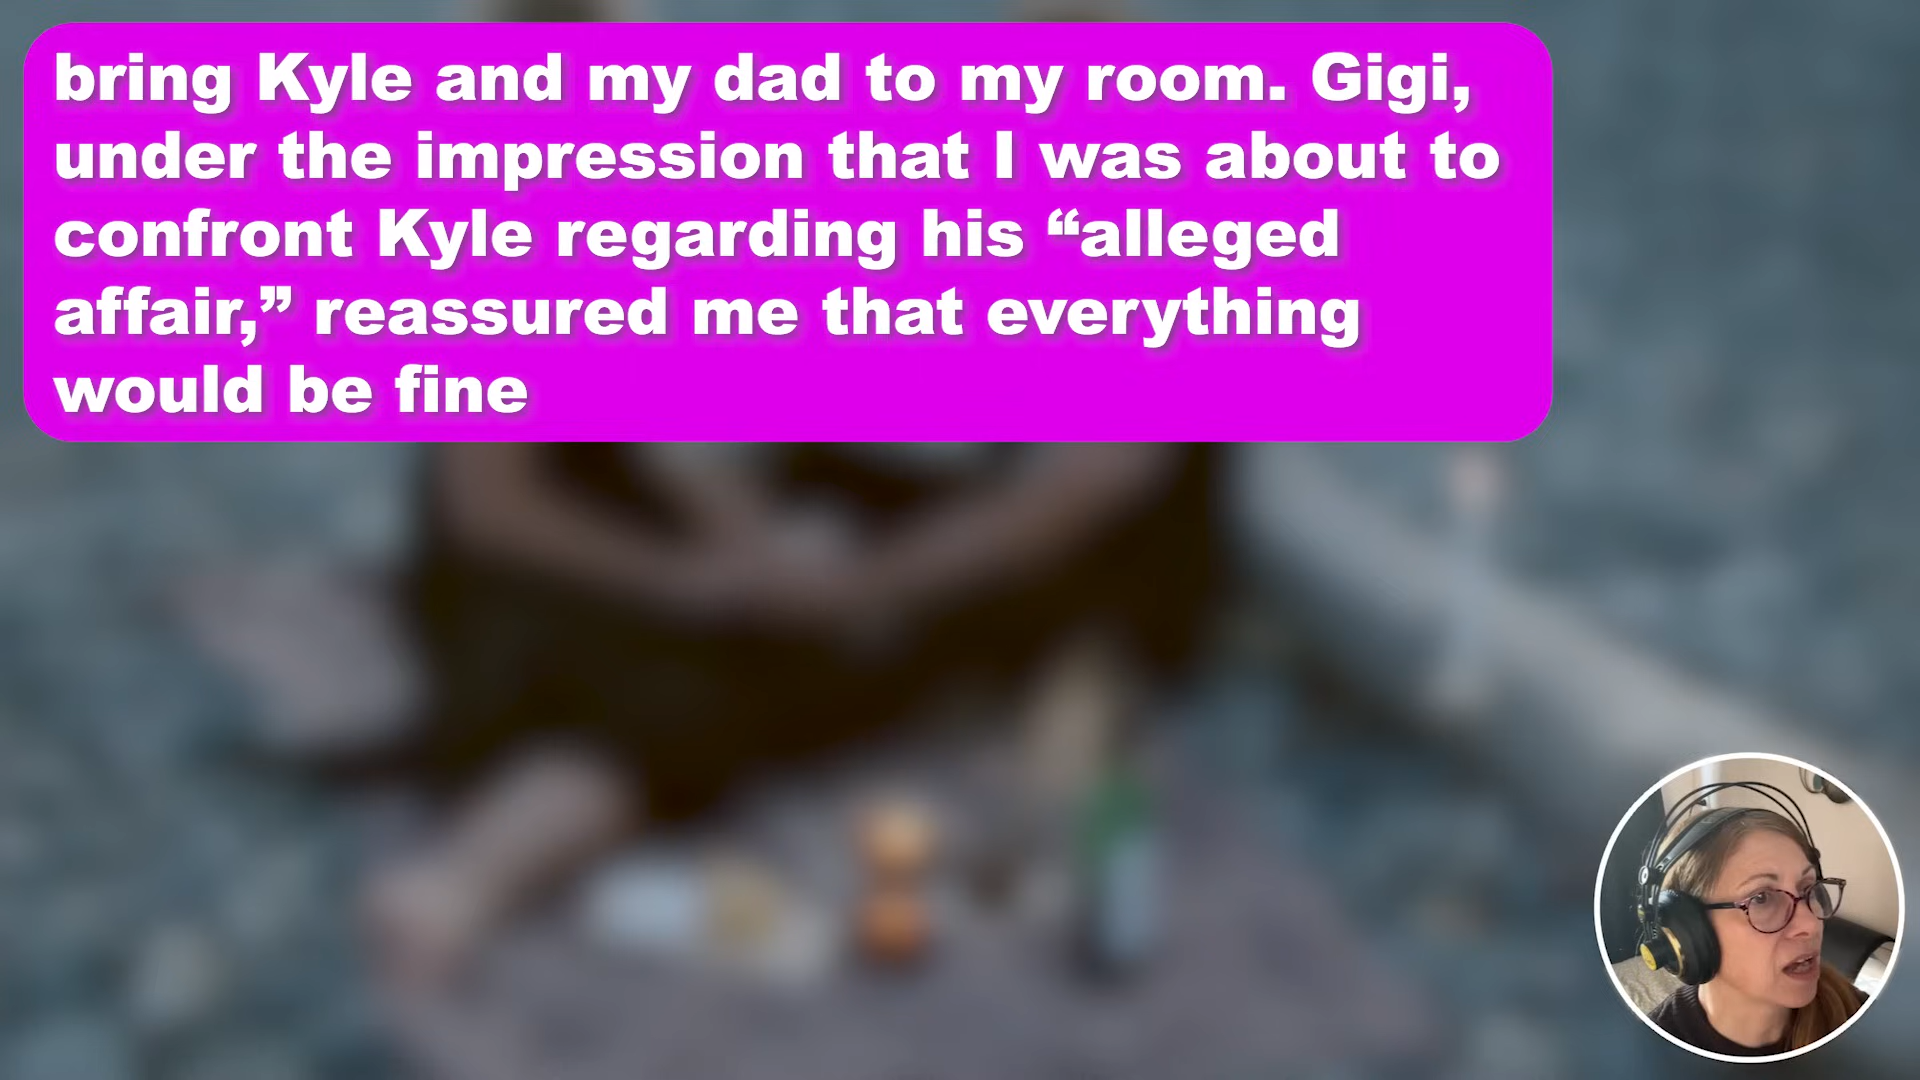 bring Kyle and my dad to my room. Gigi,
under the impression that I was about to
confront Kyle regarding his “alleged
affair,” reassured me that everything
would be fine